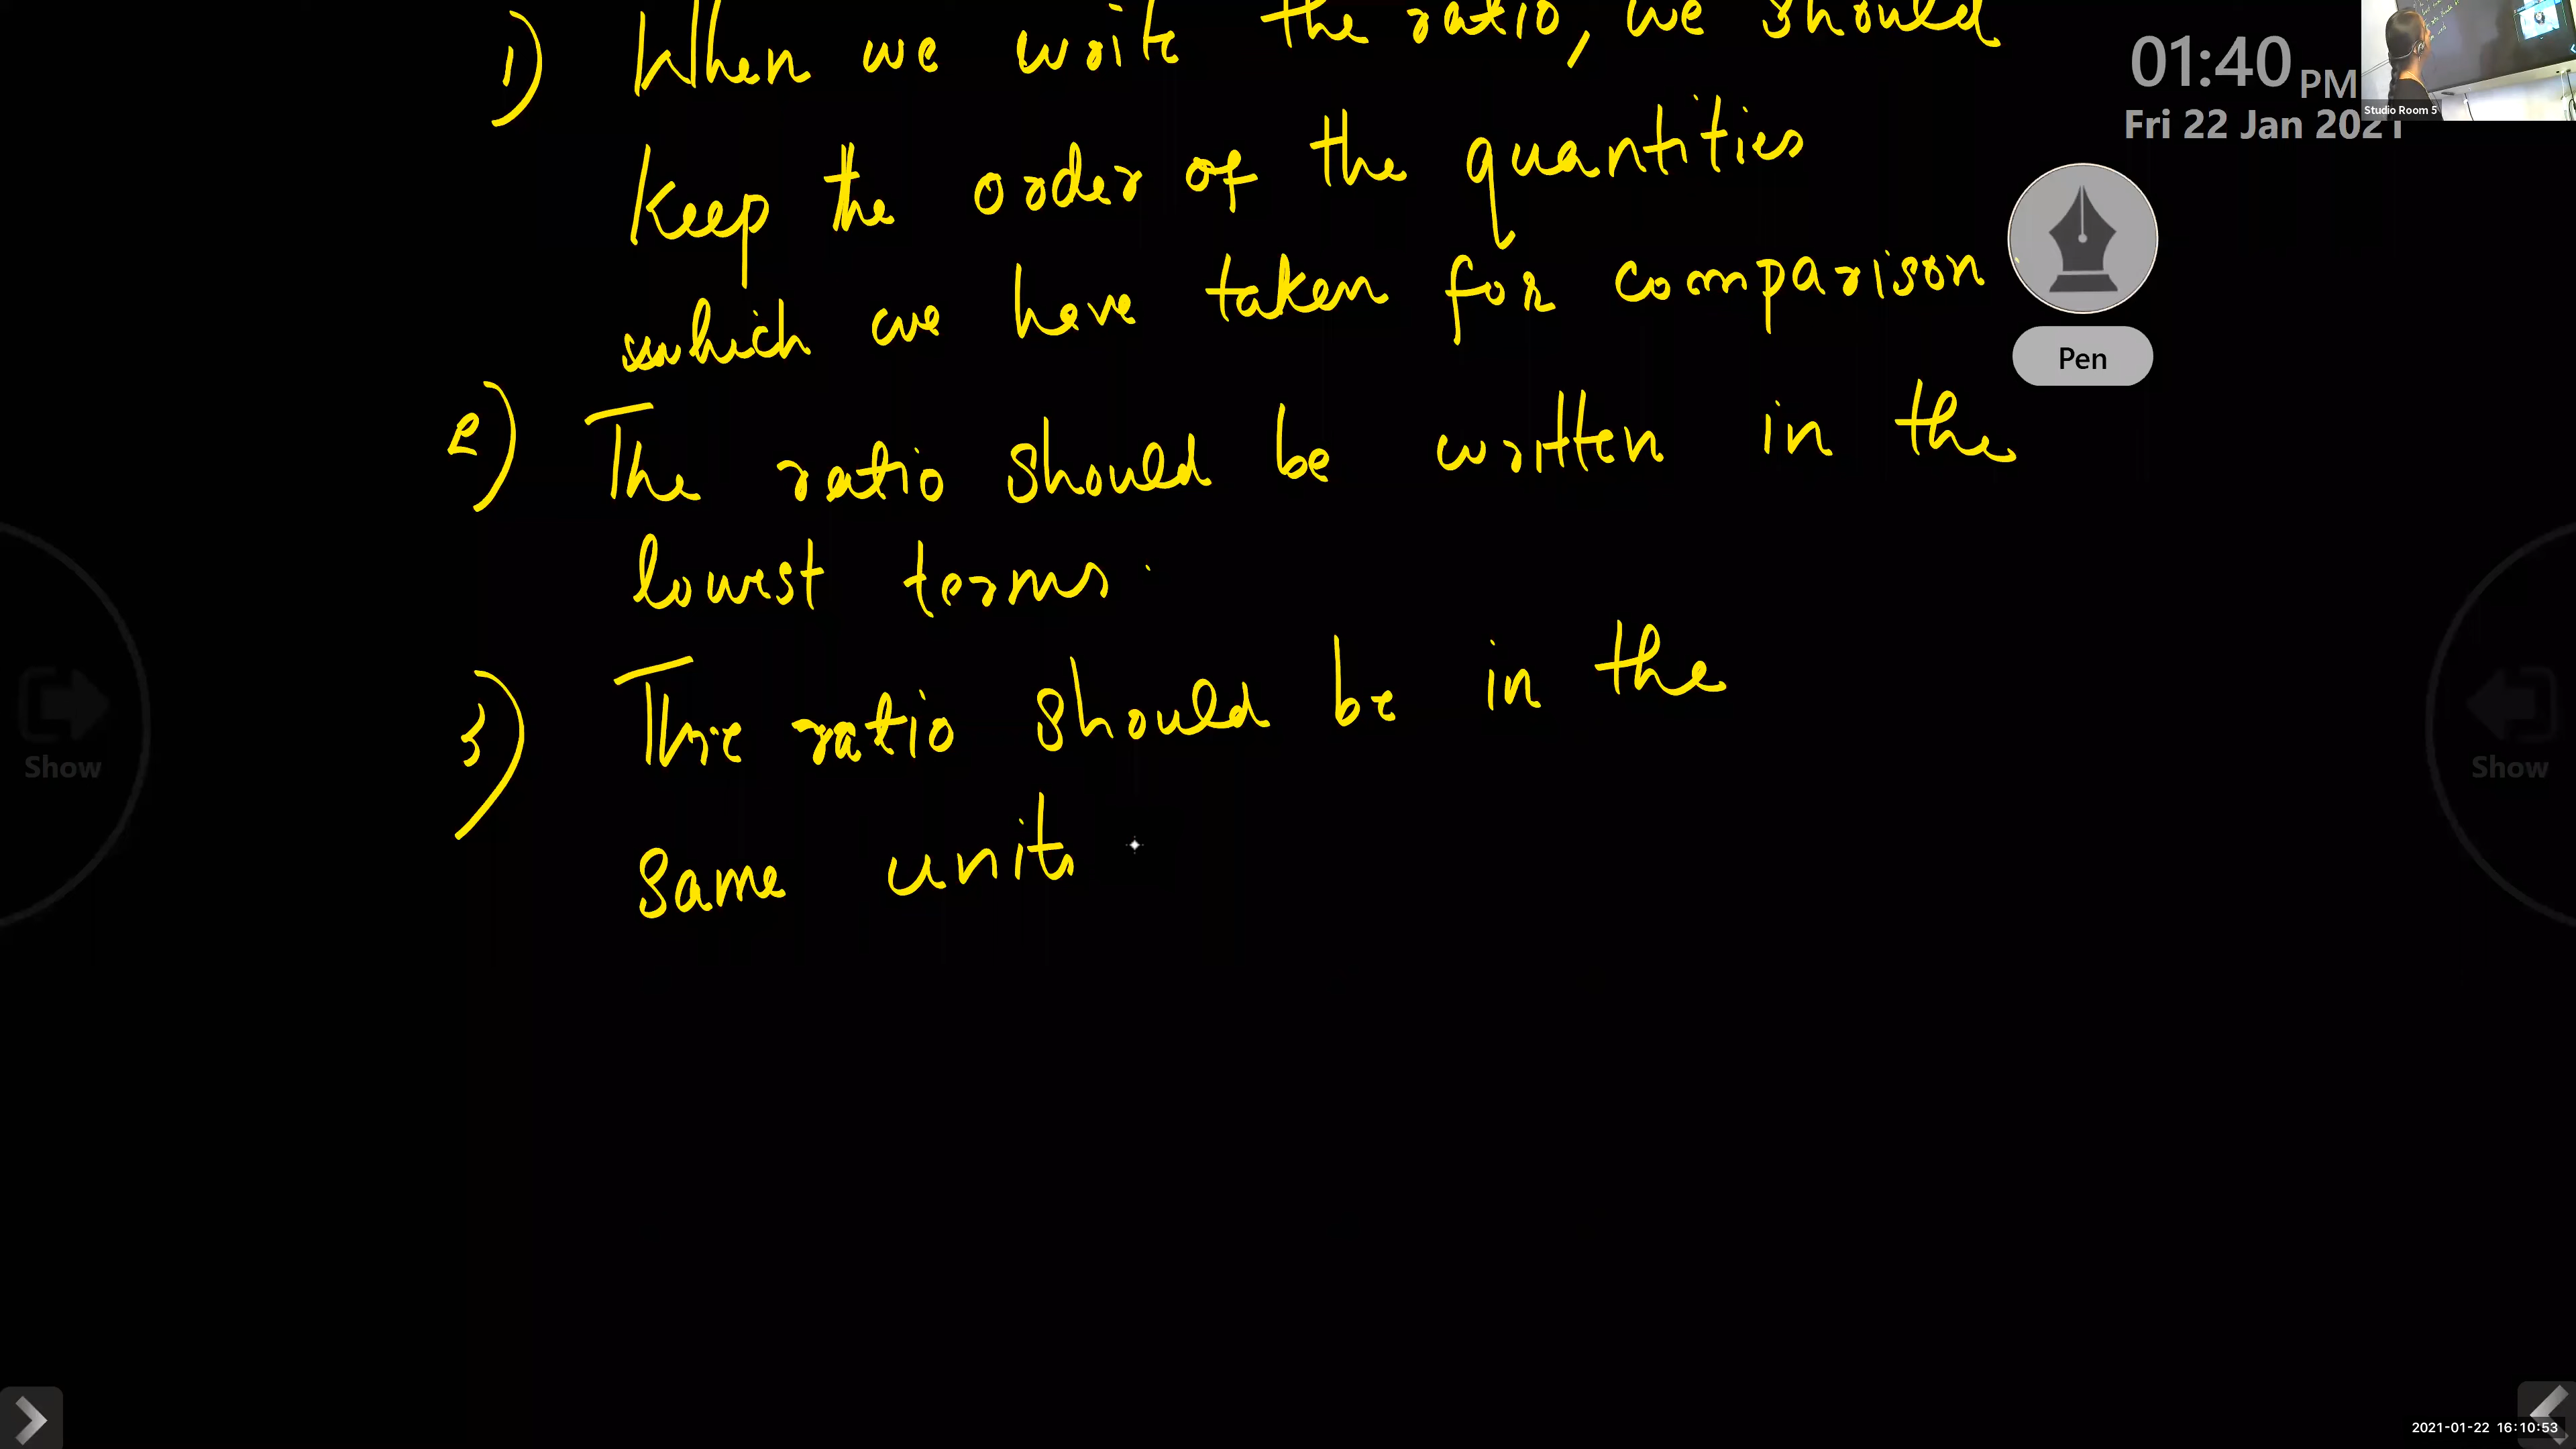 1) When we write the ratio, we should
keep the order of the quantities
which we have taken for comparison.
2) The ratio should be written in the
lowest terms.
3) The ratio should be in the
same units
01:40 PM
Fri 22 Jan 2021
Studio Room 5
Pen
Show
Show
2021-01-22 16:10:53